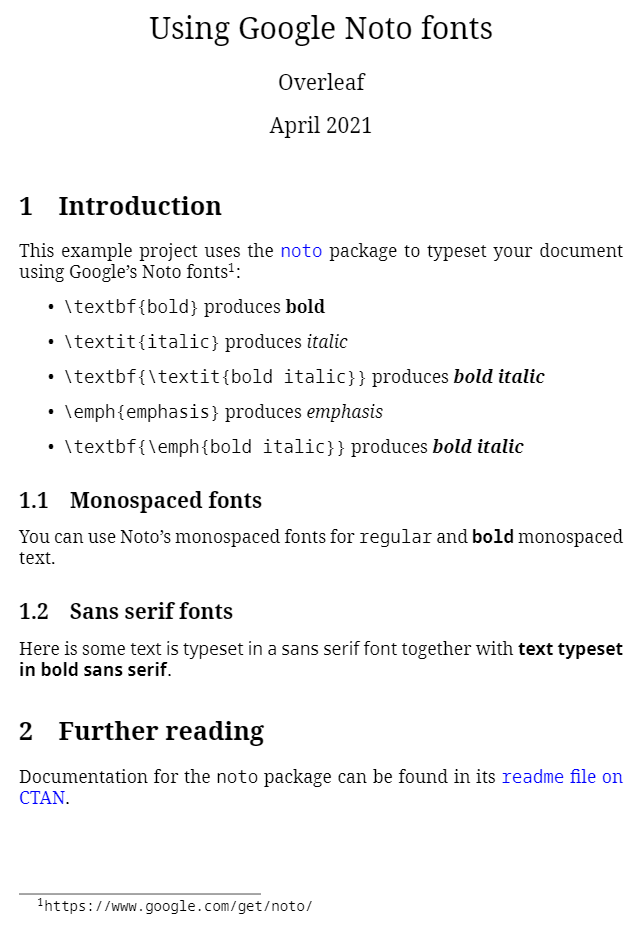 Using Google Noto fonts
Overleaf
April 2021
1 Introduction
This example project uses the noto package to typeset your document
using Google’s Noto fonts¹:
• \textbf{bold} produces bold
• \textit{italic} produces italic
• \textbf{\textit{bold italic}} produces bold italic
• \emph{emphasis} produces emphasis
• \textbf{\emph{bold italic}} produces bold italic
1.1 Monospaced fonts
You can use Noto’s monospaced fonts for regular and bold monospaced
text.
1.2 Sans serif fonts
Here is some text is typeset in a sans serif font together with text typeset
in bold sans serif.
2 Further reading
Documentation for the noto package can be found in its readme file on
CTAN.
¹https://www.google.com/get/noto/